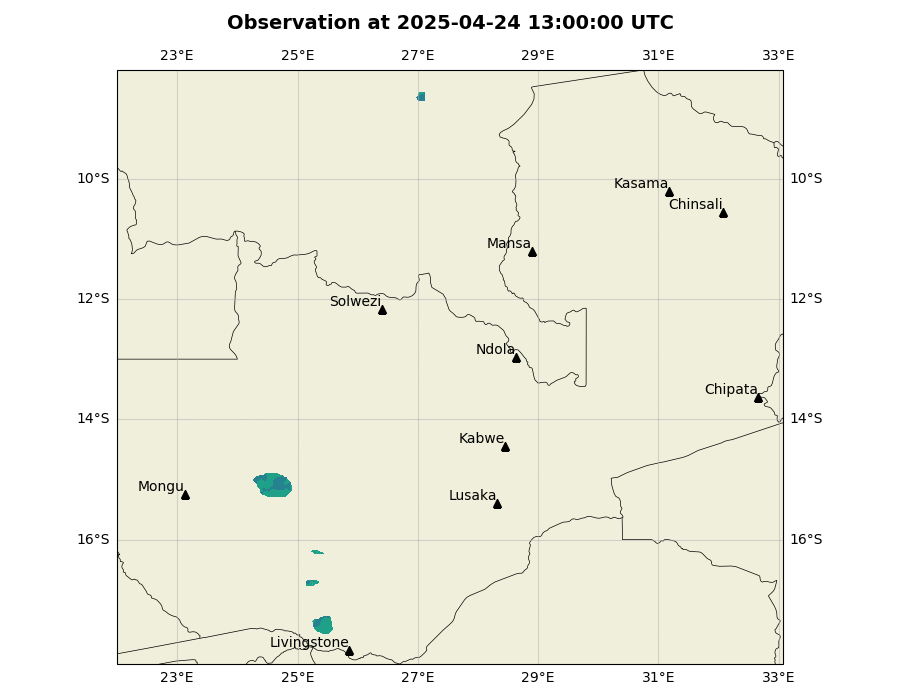 Observation at 2025-04-24 13:00:00 UTC
23°E 25°E 27°E 29°E 31°E 33°E
10°S 10°S
Kasama
Chinsali
Mansa
12°S 12°S
Solwezi
Ndola
Chipata
14°S 14°S
Kabwe
Mongu
Lusaka
16°S 16°S
Livingstone
23°E 25°E 27°E 29°E 31°E 33°E